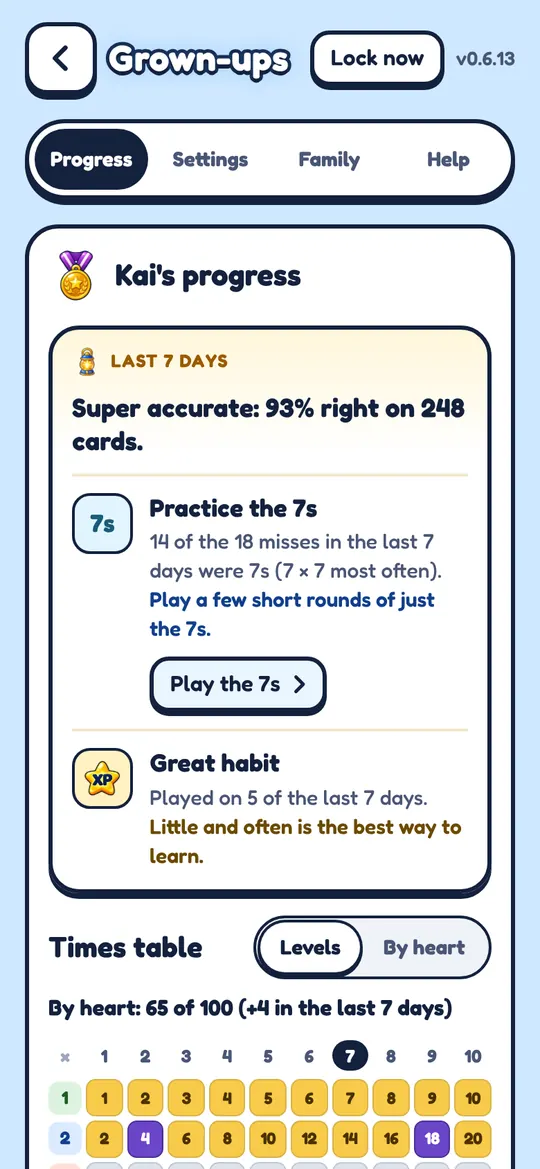 Grown-ups
Lock now
v0.6.13
Progress
Settings
Family
Help
Kai's progress
LAST 7 DAYS
Super accurate: 93% right on 248
cards.
7s
Practice the 7s
14 of the 18 misses in the last 7
days were 7s (7 × 7 most often).
Play a few short rounds of just
the 7s.
Play the 7s
XP
Great habit
Played on 5 of the last 7 days.
Little and often is the best way to
learn.
Times table
Levels
By heart
By heart: 65 of 100 (+4 in the last 7 days)
× 1 2 3 4 5 6 7 8 9 10
1 1 2 3 4 5 6 7 8 9 10
2 2 4 6 8 10 12 14 16 18 20